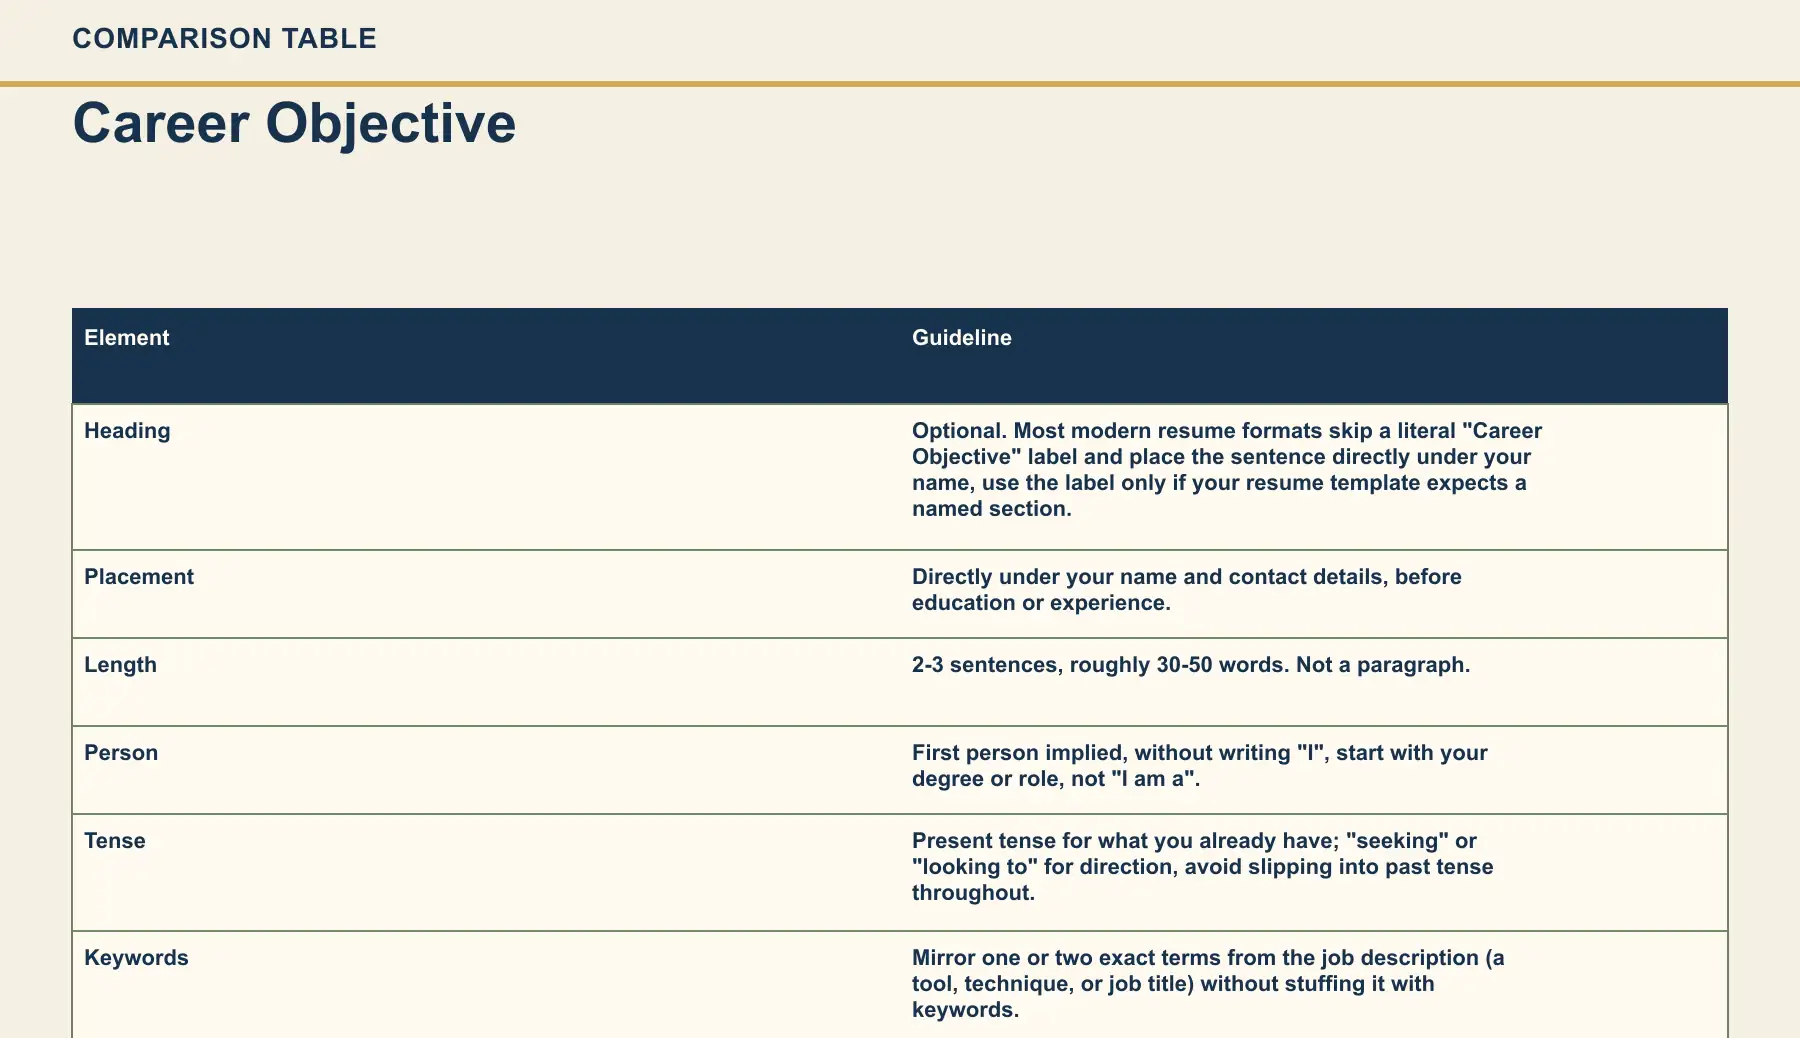 COMPARISON TABLE
Career Objective
Element
Guideline
Heading
Optional. Most modern resume formats skip a literal "Career
Objective" label and place the sentence directly under your
name, use the label only if your resume template expects a
named section.
Placement
Directly under your name and contact details, before
education or experience.
Length
2-3 sentences, roughly 30-50 words. Not a paragraph.
Person
First person implied, without writing "I", start with your
degree or role, not "I am a".
Tense
Present tense for what you already have; "seeking" or
"looking to" for direction, avoid slipping into past tense
throughout.
Keywords
Mirror one or two exact terms from the job description (a
tool, technique, or job title) without stuffing it with
keywords.